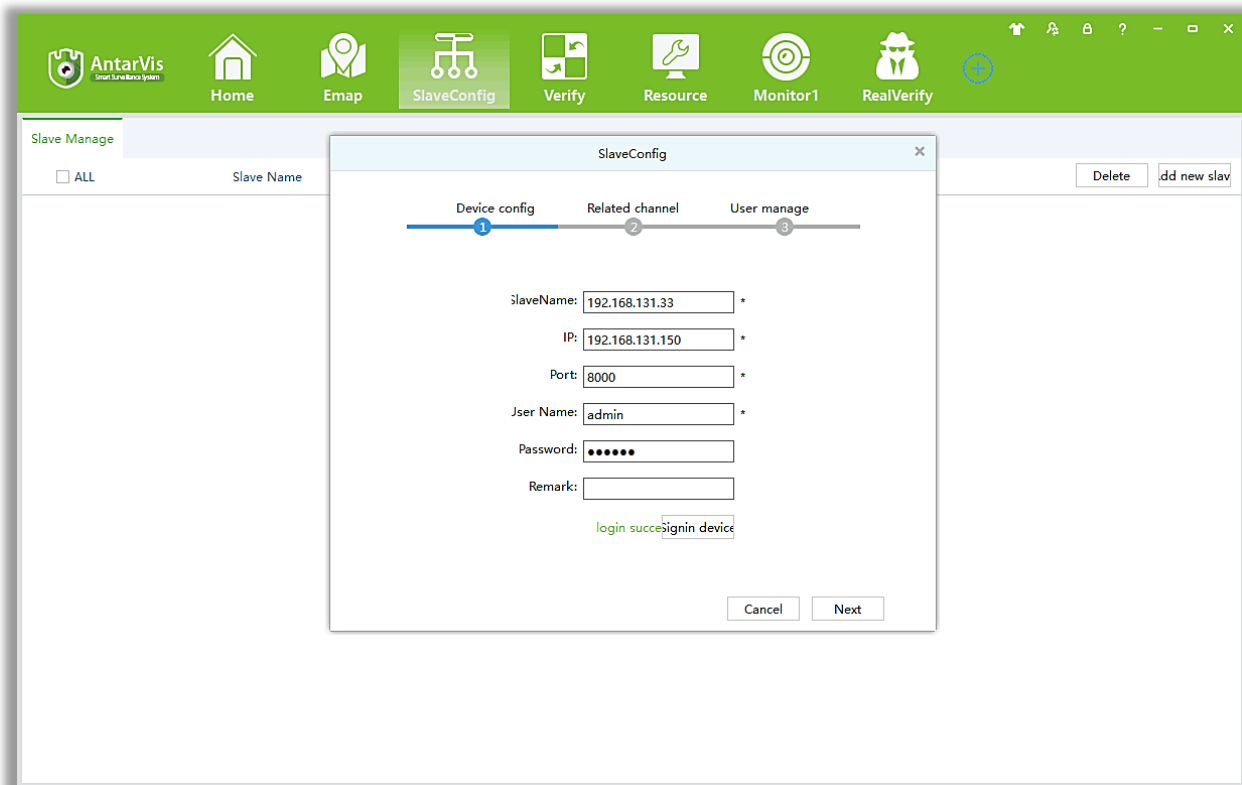 AntarVis
Smart Surveillance System
Home
Emap
SlaveConfig
Verify
Resource
Monitor1
RealVerify
?
Slave Manage
ALL
Slave Name
Delete
dd new slav
SlaveConfig
Device config
Related channel
User manage
1
2
3
SlaveName: 192.168.131.33 *
IP: 192.168.131.150 *
Port: 8000 *
User Name: admin *
Password: ●●●●●●
Remark:
login succe
Signin device
Cancel
Next